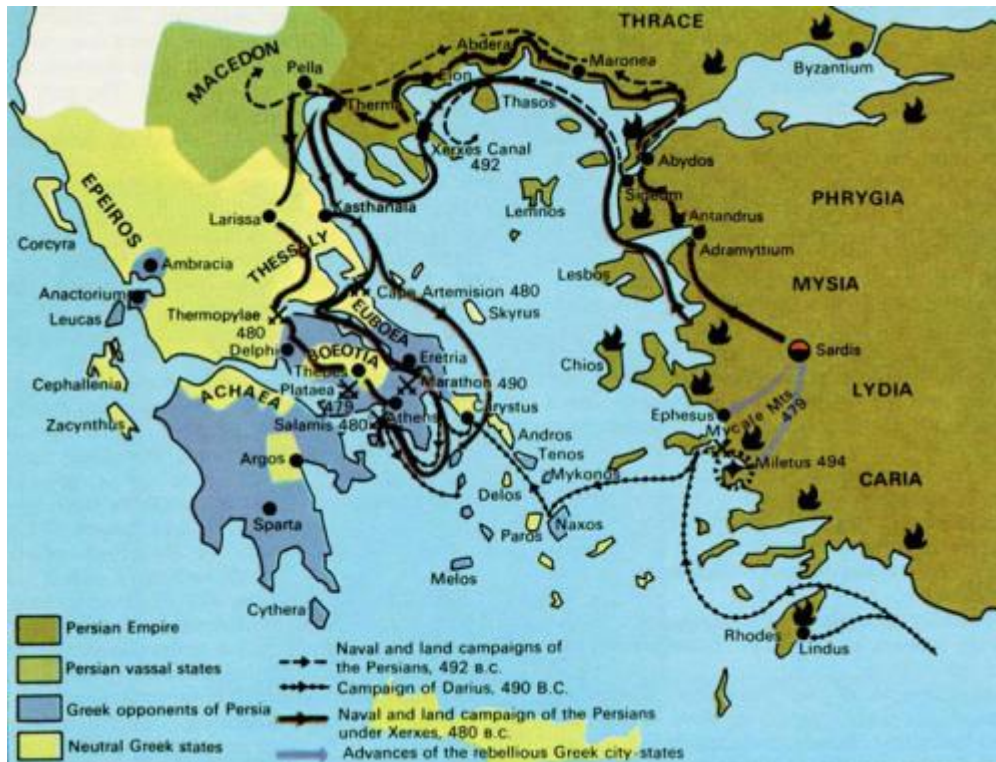 THRACE
Byzantium
Abdera
Maronea
MACEDON
Pella
Eion
Therma
Thasos
Xerxes Canal
492
Abydos
Sigeum
PHRYGIA
EPEIROS
Lemnos
Antandrus
Larissa
Kasthanaia
Adramyttium
Corcyra
THESSALY
Lesbos
MYSIA
Ambracia
Anactorium
Cape Artemision 480
Leucas
Thermopylae
480
EUBOEA
Skyrus
Sardis
Delphi
BOEOTIA
Eretria
Chios
Cephallenia
Thebes
Marathon 490
LYDIA
ACHAEA
Plataea
479
Carystus
Ephesus
Mycale Mts.
479
Zacynthus
Salamis 480
Athens
Andros
Tenos
Miletus 494
Argos
Mykonos
CARIA
Delos
Sparta
Paros
Naxos
Melos
Cythera
Rhodes
Lindus
Persian Empire
Persian vassal states
Greek opponents of Persia
Neutral Greek states
Naval and land campaigns of
the Persians, 492 B.C.
Campaign of Darius, 490 B.C.
Naval and land campaign of the Persians
under Xerxes, 480 B.C.
Advances of the rebellious Greek city-states